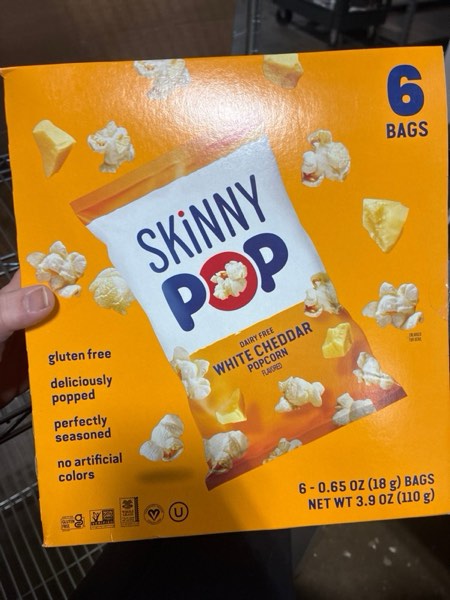 6
BAGS
SKiNNY
POP
DAIRY FREE
WHITE CHEDDAR
POPCORN
FLAVORED
gluten free
deliciously
popped
perfectly
seasoned
no artificial
colors
6 - 0.65 OZ (18 g) BAGS
NET WT 3.9 OZ (110 g)
U